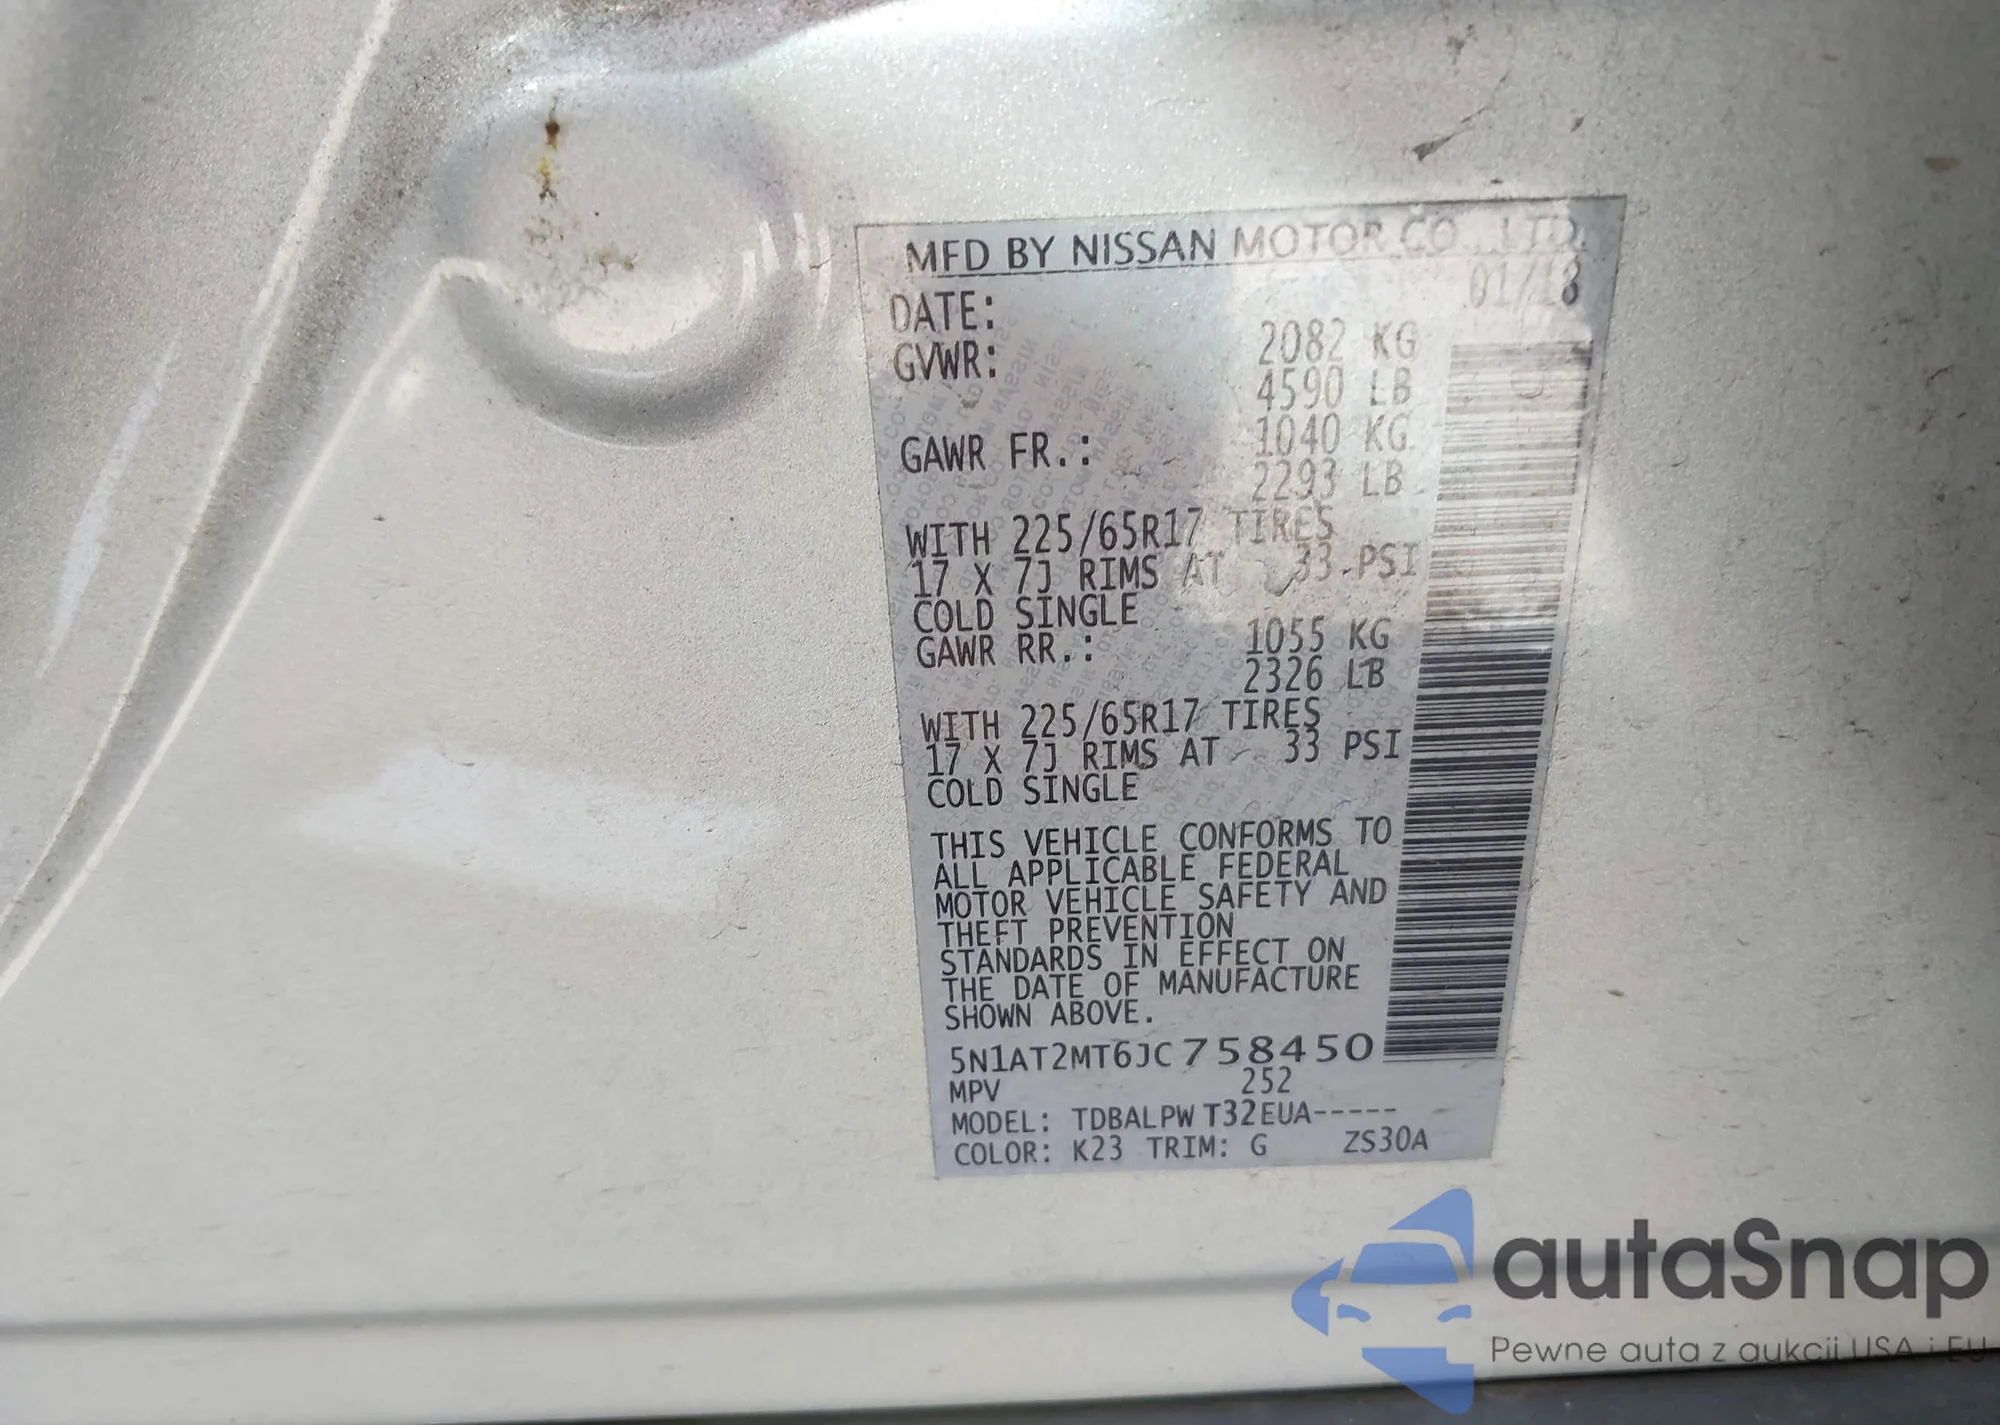 MFD BY NISSAN MOTOR CO., LTD.
DATE: 01/18
GVWR: 2082 KG
4590 LB
GAWR FR.: 1040 KG
2293 LB
WITH 225/65R17 TIRES
17 X 7J RIMS AT 33 PSI
COLD SINGLE
GAWR RR.: 1055 KG
2326 LB
WITH 225/65R17 TIRES
17 X 7J RIMS AT 33 PSI
COLD SINGLE
THIS VEHICLE CONFORMS TO
ALL APPLICABLE FEDERAL
MOTOR VEHICLE SAFETY AND
THEFT PREVENTION
STANDARDS IN EFFECT ON
THE DATE OF MANUFACTURE
SHOWN ABOVE.
5N1AT2MT6JC758450
MPV 252
MODEL: TDBALPW T32EUA-----
COLOR: K23 TRIM: G ZS30A
autaSnap
Pewne auta z aukcji USA i EU